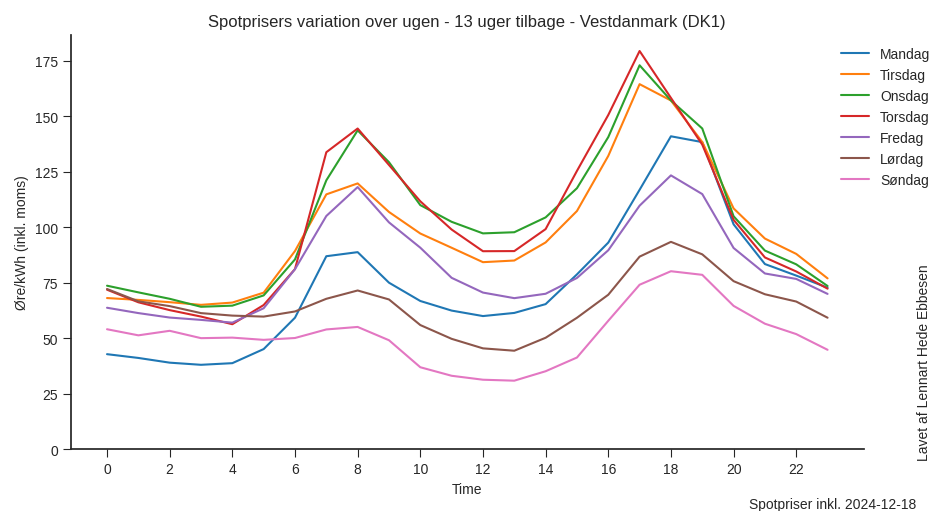 Spotprisers variation over ugen - 13 uger tilbage - Vestdanmark (DK1)
Øre/kWh (inkl. moms)
175
150
125
100
75
50
25
0
0 2 4 6 8 10 12 14 16 18 20 22
Time
Mandag
Tirsdag
Onsdag
Torsdag
Fredag
Lørdag
Søndag
Lavet af Lennart Hede Ebbesen
Spotpriser inkl. 2024-12-18